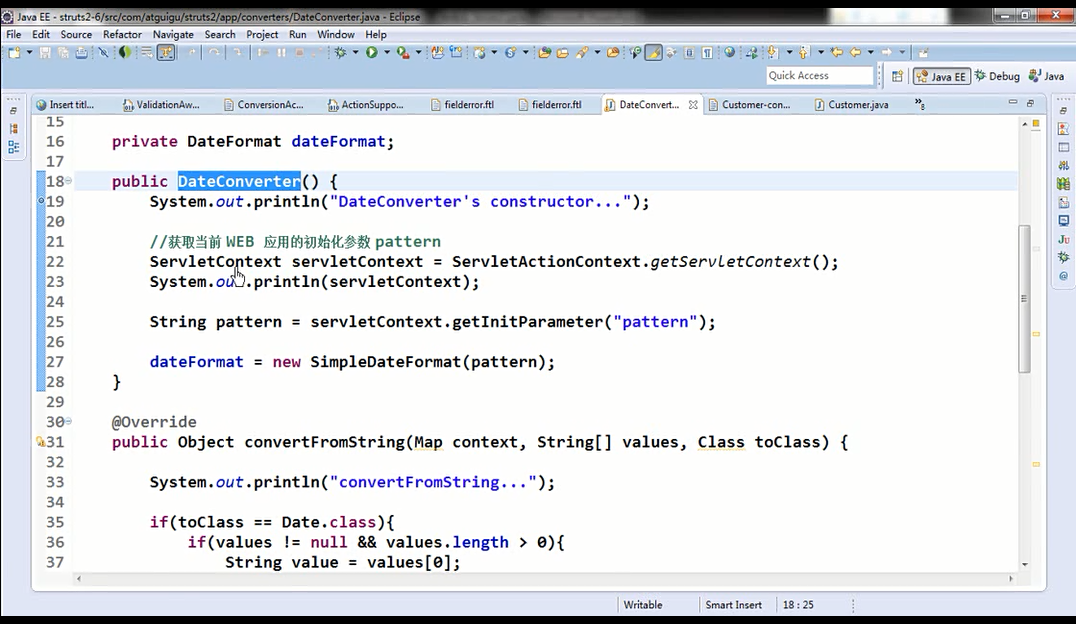 Java EE - struts2-6/src/com/atguigu/struts2/app/converters/DateConverter.java - Eclipse
File Edit Source Refactor Navigate Search Project Run Window Help
Quick Access
Java EE
Debug
Java
Insert titl...
ValidationAw...
ConversionAc...
ActionSuppo...
fielderror.ftl
fielderror.ftl
DateConvert...
Customer-con...
Customer.java
»8
15
16 private DateFormat dateFormat;
17
18 public DateConverter() {
19 System.out.println("DateConverter's constructor...");
20
21 //获取当前 WEB 应用的初始化参数 pattern
22 ServletContext servletContext = ServletActionContext.getServletContext();
23 System.out.println(servletContext);
24
25 String pattern = servletContext.getInitParameter("pattern");
26
27 dateFormat = new SimpleDateFormat(pattern);
28 }
29
30 @Override
31 public Object convertFromString(Map context, String[] values, Class toClass) {
32
33 System.out.println("convertFromString...");
34
35 if(toClass == Date.class){
36 if(values != null && values.length > 0){
37 String value = values[0];
Writable
Smart Insert
18 : 25